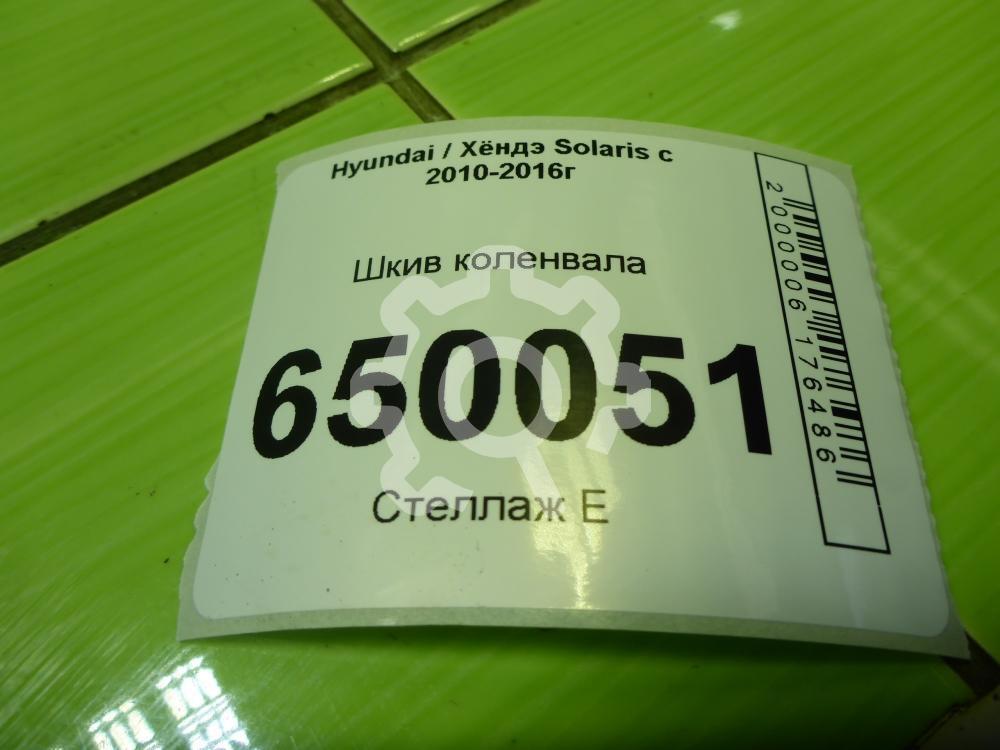 Hyundai / Хёндэ Solaris с
2010-2016г
Шкив коленвала
650051
Стеллаж Е
2000006176486